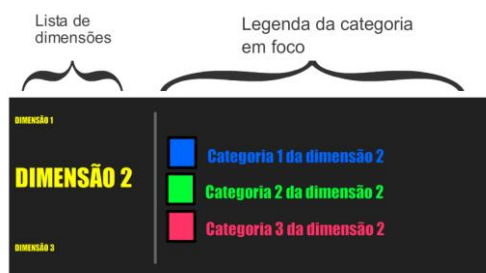 Lista de
dimensões
Legenda da categoria
em foco
DIMENSÃO 1
DIMENSÃO 2
DIMENSÃO 3
Categoria 1 da dimensão 2
Categoria 2 da dimensão 2
Categoria 3 da dimensão 2